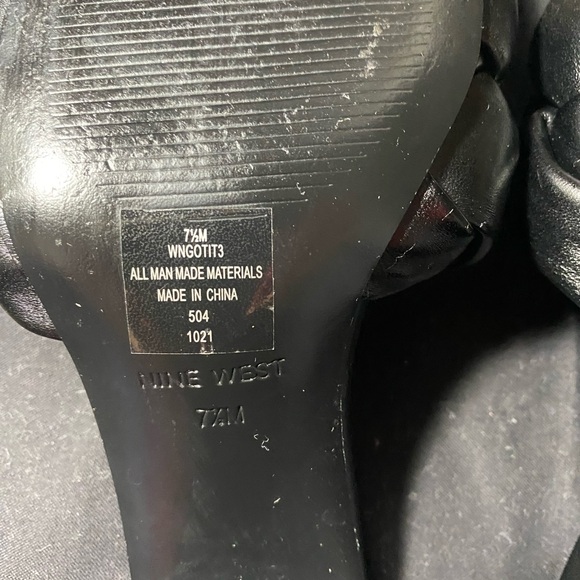 7½M
WNGOTIT3
ALL MAN MADE MATERIALS
MADE IN CHINA
504
1021
NINE WEST
7½M